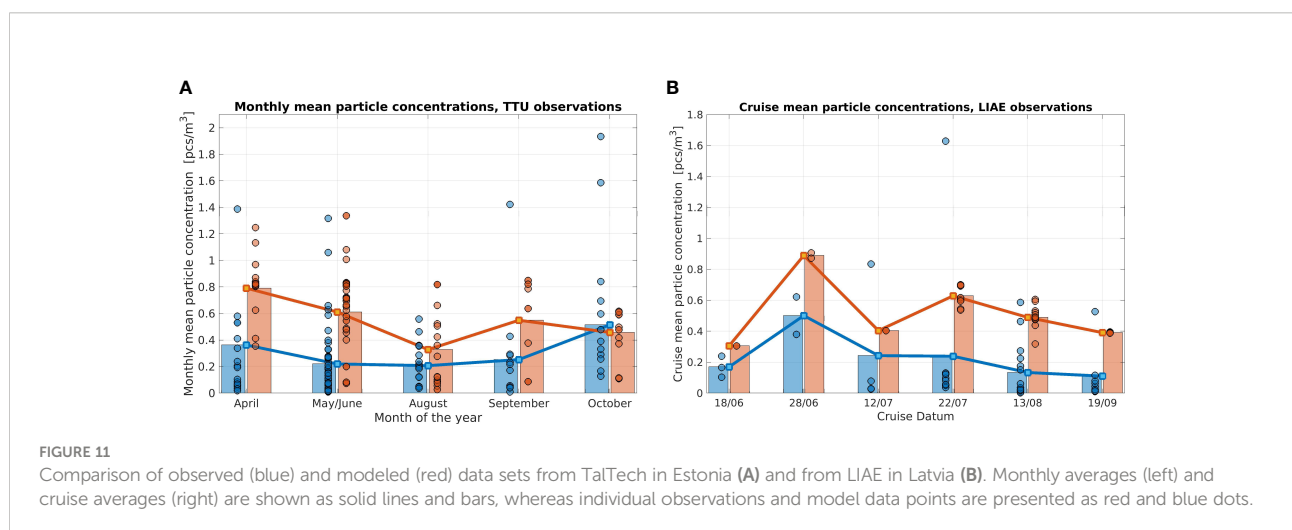 A
Monthly mean particle concentrations, TTU observations
Monthly mean particle concentration [pcs/m³]
2
1.8
1.6
1.4
1.2
1
0.8
0.6
0.4
0.2
0
April
May/June
August
September
October
Month of the year
B
Cruise mean particle concentrations, LIAE observations
Cruise mean particle concentration [pcs/m³]
1.8
1.6
1.4
1.2
1
0.8
0.6
0.4
0.2
0
18/06
28/06
12/07
22/07
13/08
19/09
Cruise Datum
FIGURE 11
Comparison of observed (blue) and modeled (red) data sets from TalTech in Estonia (A) and from LIAE in Latvia (B). Monthly averages (left) and
cruise averages (right) are shown as solid lines and bars, whereas individual observations and model data points are presented as red and blue dots.